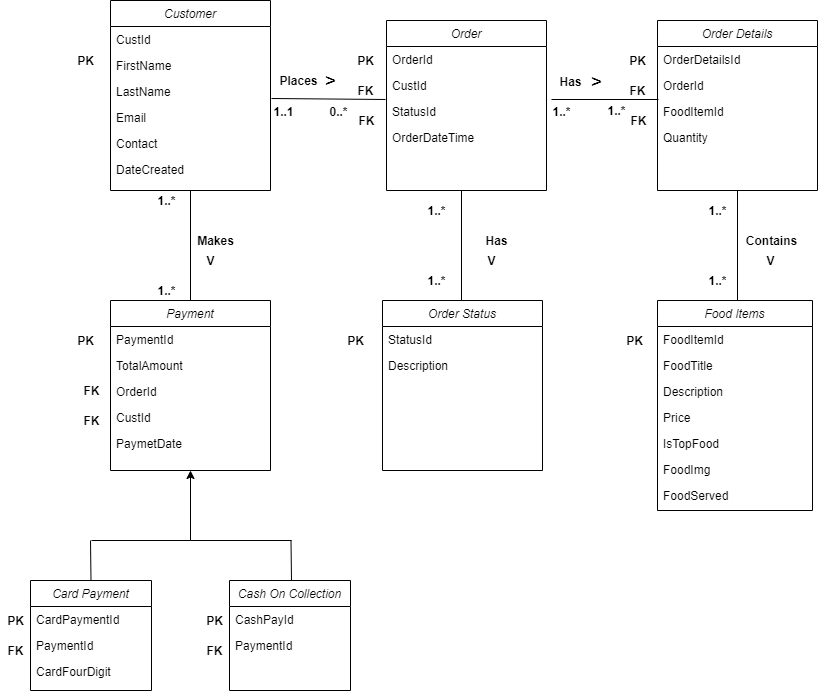 Customer
PK CustId
FirstName
LastName
Email
Contact
DateCreated
Places >
1..1 0..*
Order
PK OrderId
FK CustId
FK StatusId
OrderDateTime
Has >
1..* 1..*
Order Details
PK OrderDetailsId
FK OrderId
FK FoodItemId
Quantity
1..*
Makes
V
1..*
1..*
Has
V
1..*
1..*
Contains
V
1..*
Payment
PK PaymentId
TotalAmount
FK OrderId
FK CustId
PaymetDate
Order Status
PK StatusId
Description
Food Items
PK FoodItemId
FoodTitle
Description
Price
IsTopFood
FoodImg
FoodServed
Card Payment
PK CardPaymentId
FK PaymentId
CardFourDigit
Cash On Collection
PK CashPayId
FK PaymentId